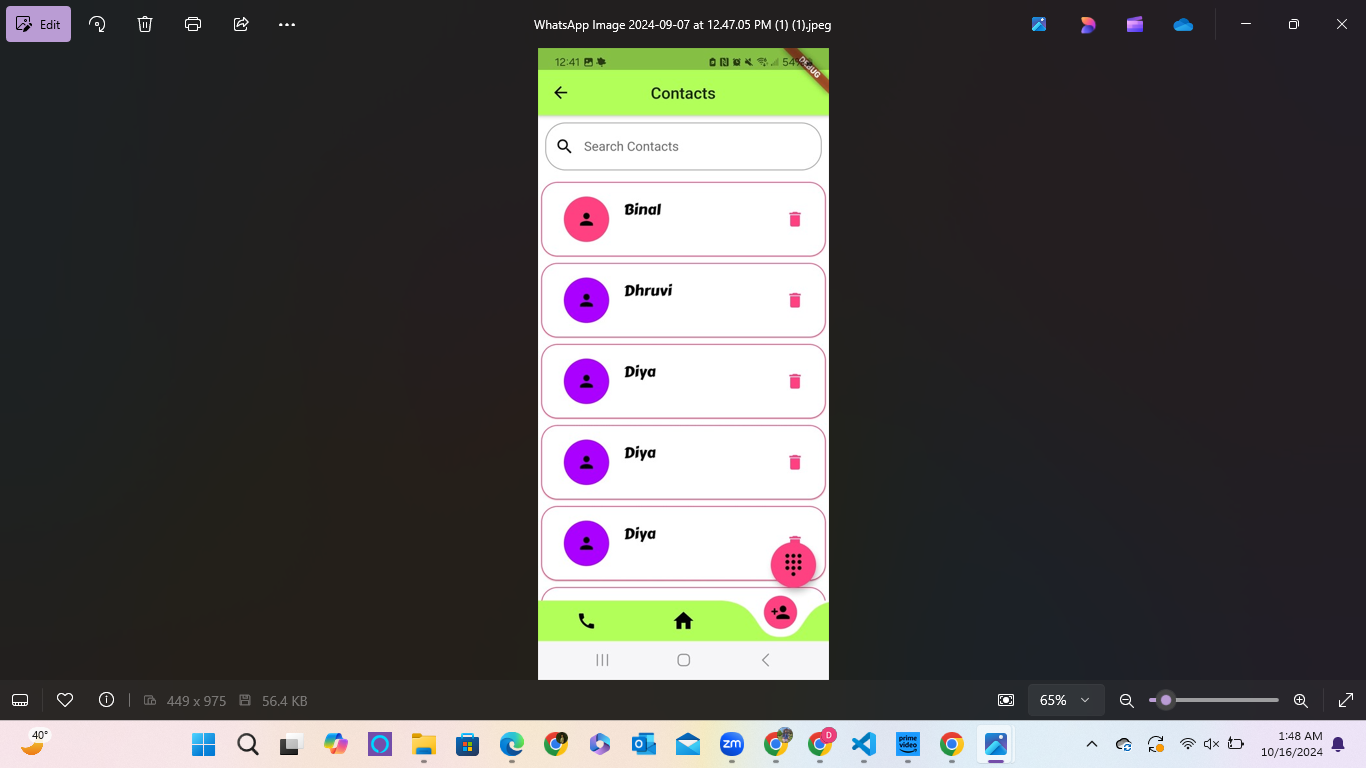 Edit
WhatsApp Image 2024-09-07 at 12.47.05 PM (1) (1).jpeg
12:41
54%
DEBUG
Contacts
Search Contacts
Binal
Dhruvi
Diya
Diya
Diya
449 x 975
56.4 KB
65%
40°
zm
prime video
D
1:48 AM
10/16/2024